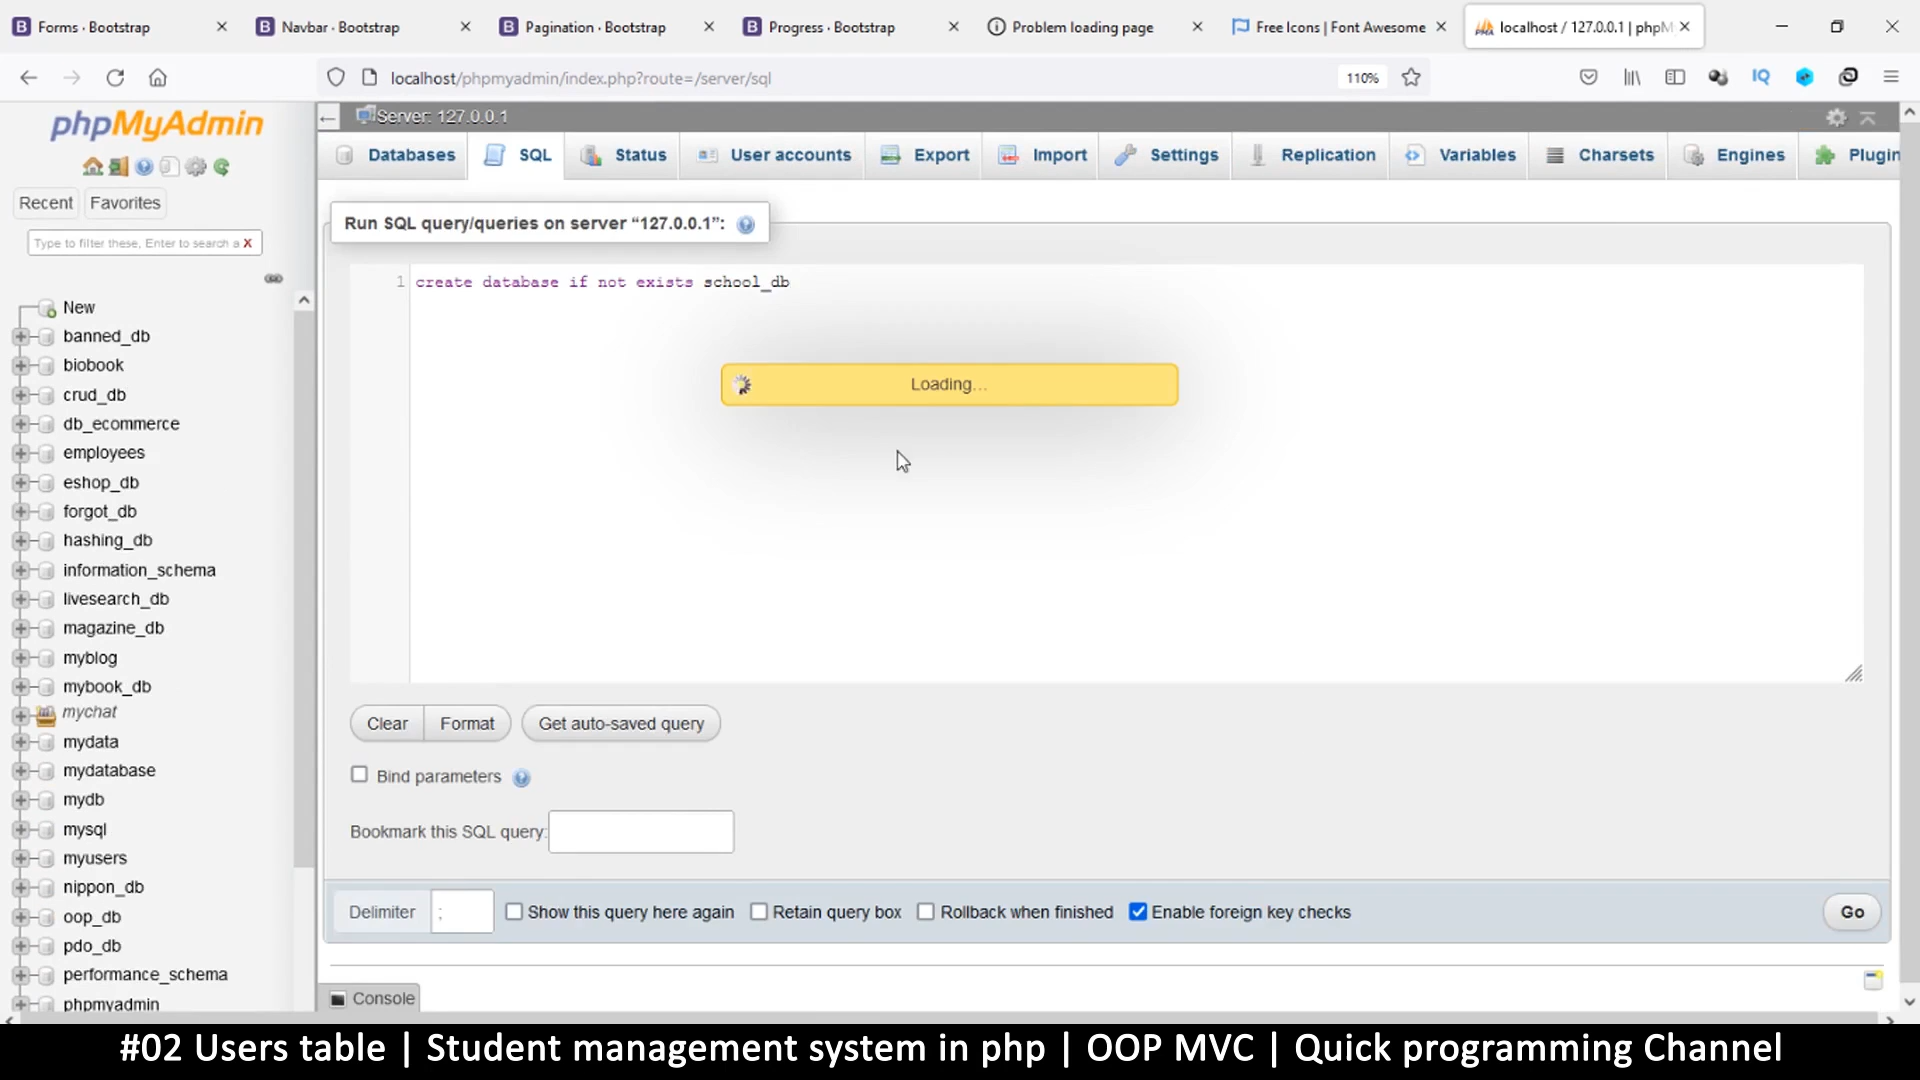 Forms · Bootstrap
Navbar · Bootstrap
Pagination · Bootstrap
Progress · Bootstrap
Problem loading page
Free Icons | Font Awesome
localhost / 127.0.0.1 | phpM
localhost/phpmyadmin/index.php?route=/server/sql
110%
IQ
phpMyAdmin
Recent
Favorites
Type to filter these, Enter to search a X
New
banned_db
biobook
crud_db
db_ecommerce
employees
eshop_db
forgot_db
hashing_db
information_schema
livesearch_db
magazine_db
myblog
mybook_db
mychat
mydata
mydatabase
mydb
mysql
myusers
nippon_db
oop_db
pdo_db
performance_schema
phpmyadmin
Server: 127.0.0.1
Databases
SQL
Status
User accounts
Export
Import
Settings
Replication
Variables
Charsets
Engines
Plugin
Run SQL query/queries on server “127.0.0.1”:
1 create database if not exists school_db
Loading...
Clear
Format
Get auto-saved query
Bind parameters
Bookmark this SQL query:
Delimiter ;
Show this query here again
Retain query box
Rollback when finished
Enable foreign key checks
Go
Console
#02 Users table | Student management system in php | OOP MVC | Quick programming Channel